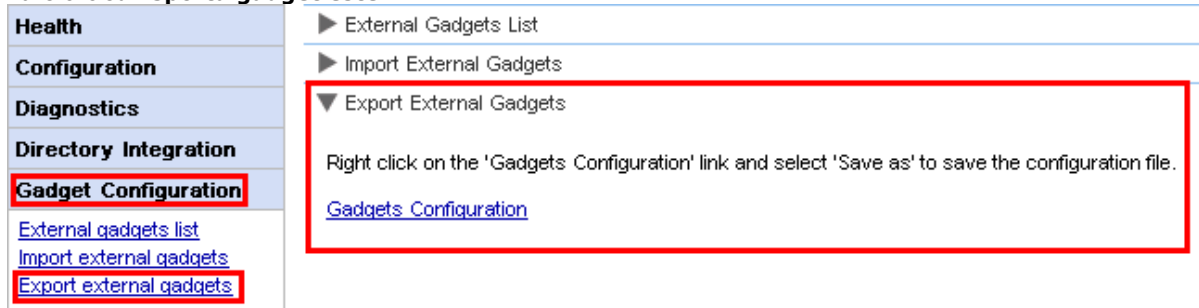 Health
Configuration
Diagnostics
Directory Integration
Gadget Configuration
External gadgets list
Import external gadgets
Export external gadgets
External Gadgets List
Import External Gadgets
Export External Gadgets
Right click on the 'Gadgets Configuration' link and select 'Save as' to save the configuration file.
Gadgets Configuration